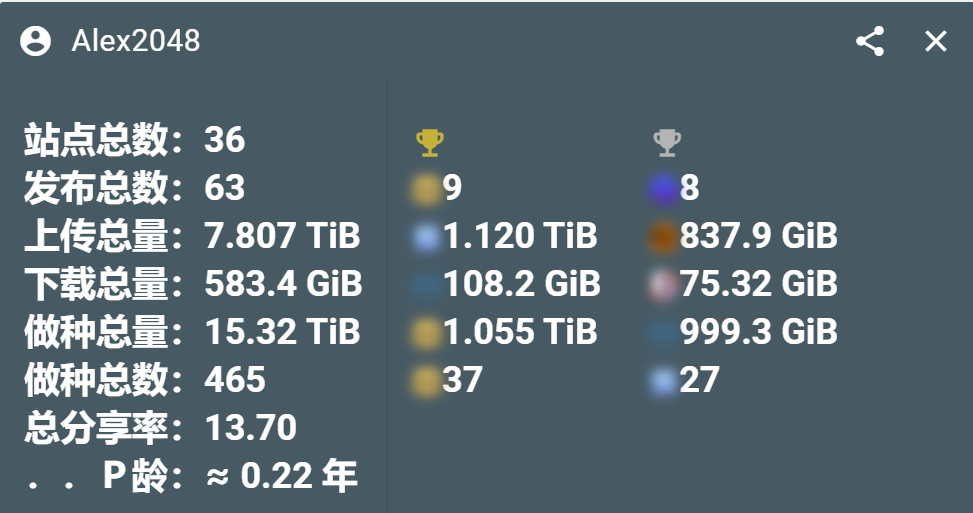 Alex2048
站点总数：36
发布总数：63 9 8
上传总量：7.807 TiB 1.120 TiB 837.9 GiB
下载总量：583.4 GiB 108.2 GiB 75.32 GiB
做种总量：15.32 TiB 1.055 TiB 999.3 GiB
做种总数：465 37 27
总分享率：13.70
．．P龄：≈ 0.22 年